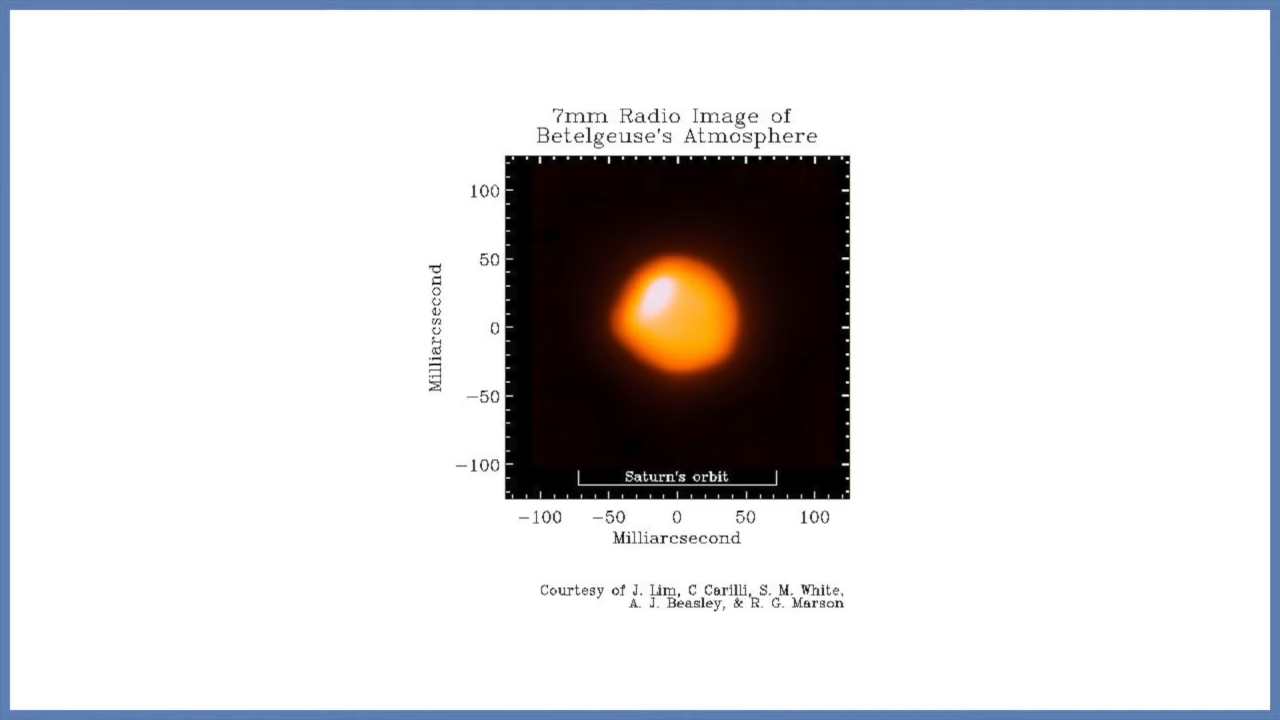 7mm Radio Image of
Betelgeuse's Atmosphere
100
50
0
−50
−100
Milliarcsecond
Saturn's orbit
−100 −50 0 50 100
Milliarcsecond
Courtesy of J. Lim, C Carilli, S. M. White,
A. J. Beasley, & R. G. Marson